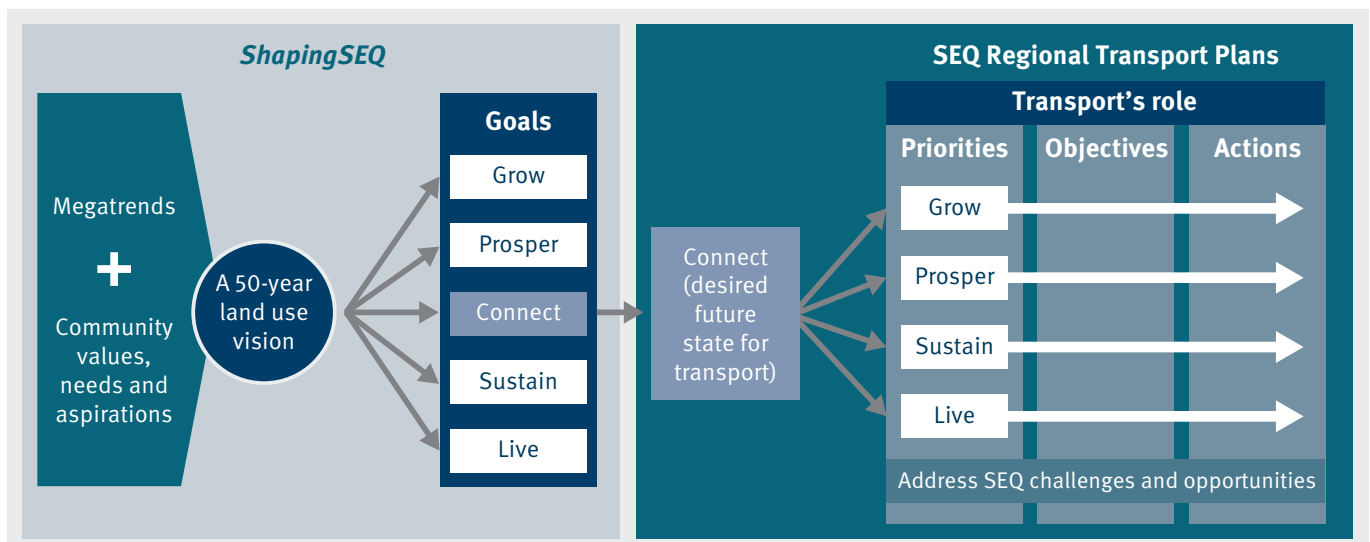 ShapingSEQ
Megatrends
+
Community
values,
needs and
aspirations
A 50-year
land use
vision
Goals
Grow
Prosper
Connect
Sustain
Live
SEQ Regional Transport Plans
Connect
(desired
future
state for
transport)
Transport’s role
Priorities Objectives Actions
Grow
Prosper
Sustain
Live
Address SEQ challenges and opportunities